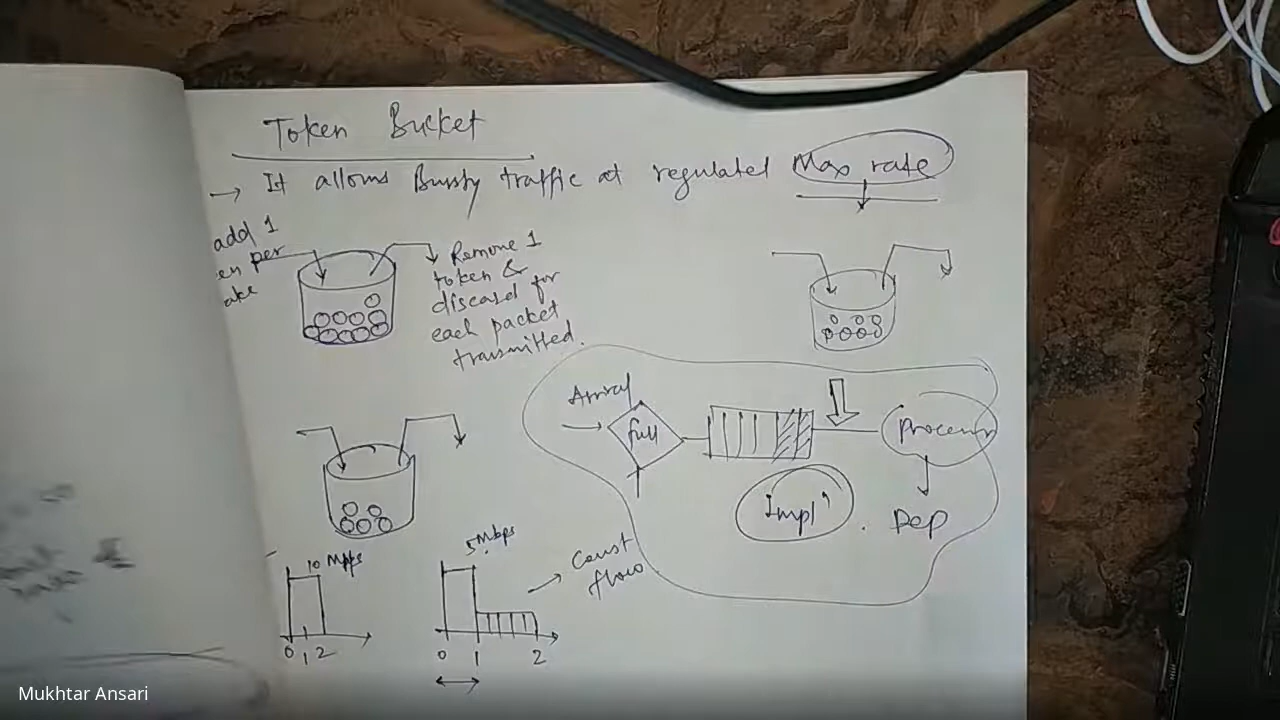 Token Bucket
→ It allows Bursty traffic at regulated Max rate
add 1
en per
ake
Remove 1
token &
discard for
each packet
transmitted.
Arrival
full
Process
Impl'
Dep
10 Mbps
0 1 2
5 Mbps
0 1 2
Const
flow
Mukhtar Ansari